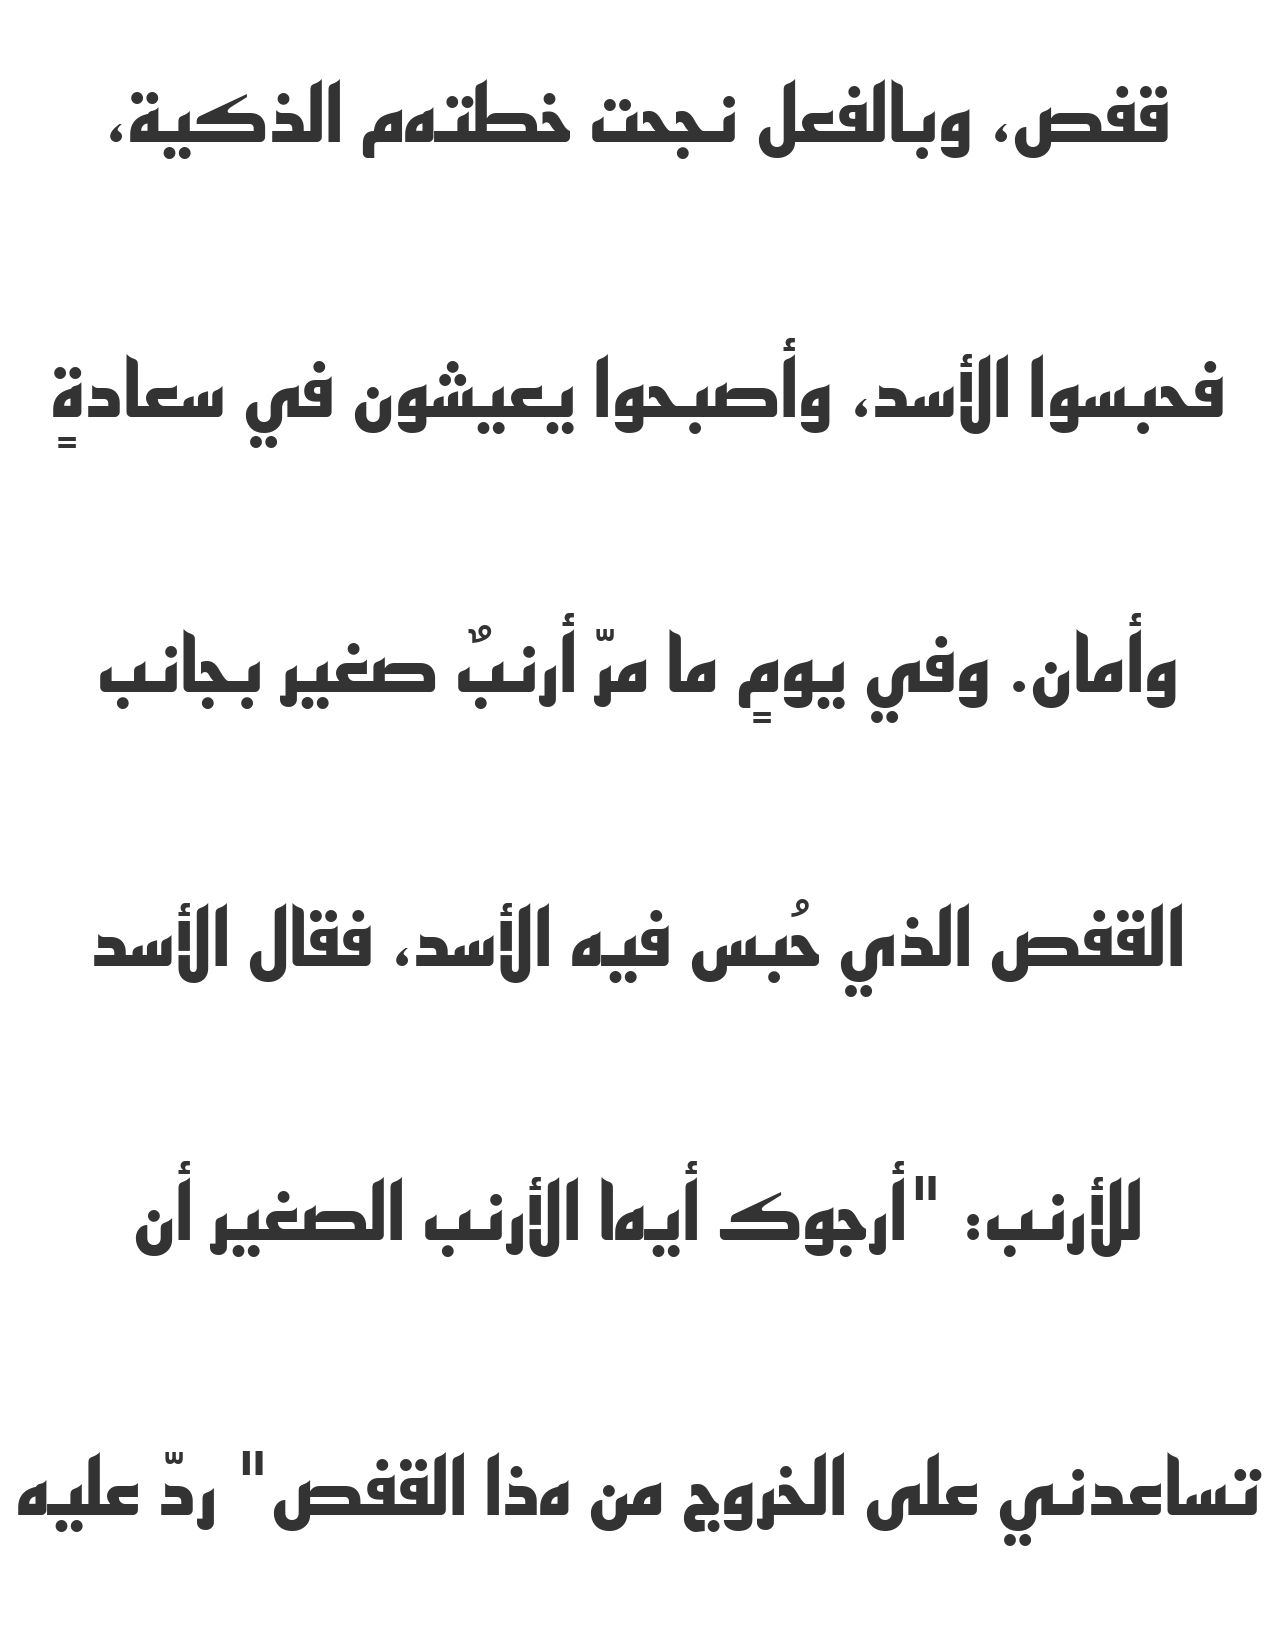 قفص، وبالفعل نجحت خطتهم الذكية،
فحبسوا الأسد، وأصبحوا يعيشون في سعادةٍ
وأمان. وفي يومٍ ما مرّ أرنبٌ صغير بجانب
القفص الذي حُبس فيه الأسد، فقال الأسد
للأرنب: "أرجوك أيها الأرنب الصغير أن
تساعدني على الخروج من هذا القفص" ردّ عليه